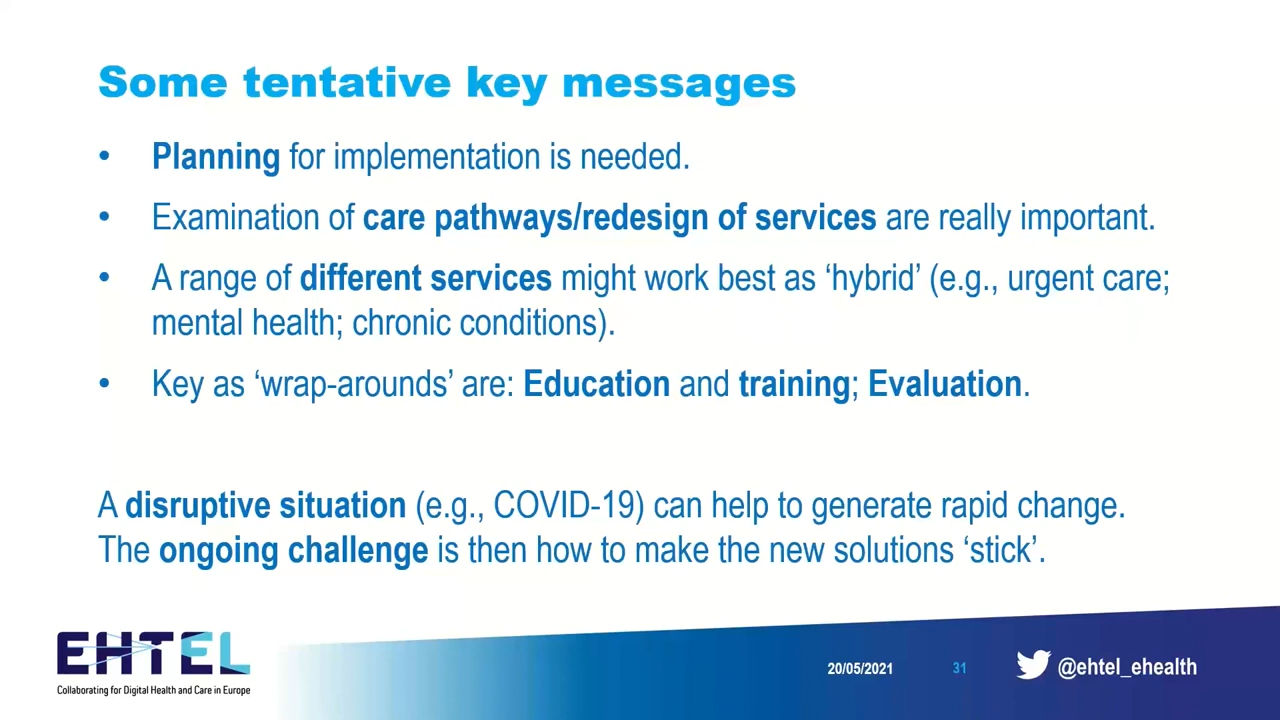 Some tentative key messages
• Planning for implementation is needed.
• Examination of care pathways/redesign of services are really important.
• A range of different services might work best as ‘hybrid’ (e.g., urgent care;
mental health; chronic conditions).
• Key as ‘wrap-arounds’ are: Education and training; Evaluation.
A disruptive situation (e.g., COVID-19) can help to generate rapid change.
The ongoing challenge is then how to make the new solutions ‘stick’.
EHTEL
Collaborating for Digital Health and Care in Europe
20/05/2021
31
@ehtel_ehealth